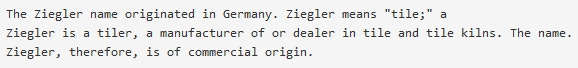 The Ziegler name originated in Germany. Ziegler means "tile;" a
Ziegler is a tiler, a manufacturer of or dealer in tile and tile kilns. The name.
Ziegler, therefore, is of commercial origin.